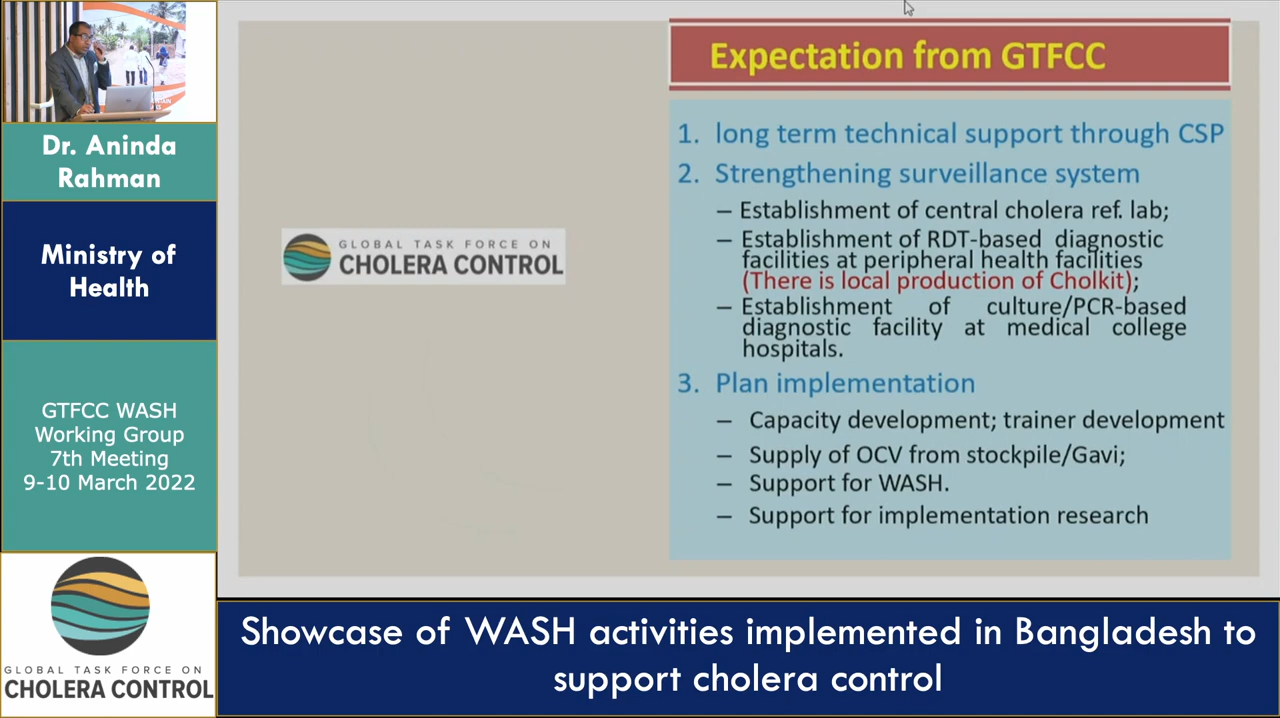 Dr. Aninda
Rahman
Ministry of
Health
GTFCC WASH
Working Group
7th Meeting
9-10 March 2022
GLOBAL TASK FORCE ON
CHOLERA CONTROL
GLOBAL TASK FORCE ON
CHOLERA CONTROL
Expectation from GTFCC
1. long term technical support through CSP
2. Strengthening surveillance system
– Establishment of central cholera ref. lab;
– Establishment of RDT-based diagnostic
facilities at peripheral health facilities
(There is local production of Cholkit);
– Establishment of culture/PCR-based
diagnostic facility at medical college
hospitals.
3. Plan implementation
– Capacity development; trainer development
– Supply of OCV from stockpile/Gavi;
– Support for WASH.
– Support for implementation research
Showcase of WASH activities implemented in Bangladesh to
support cholera control